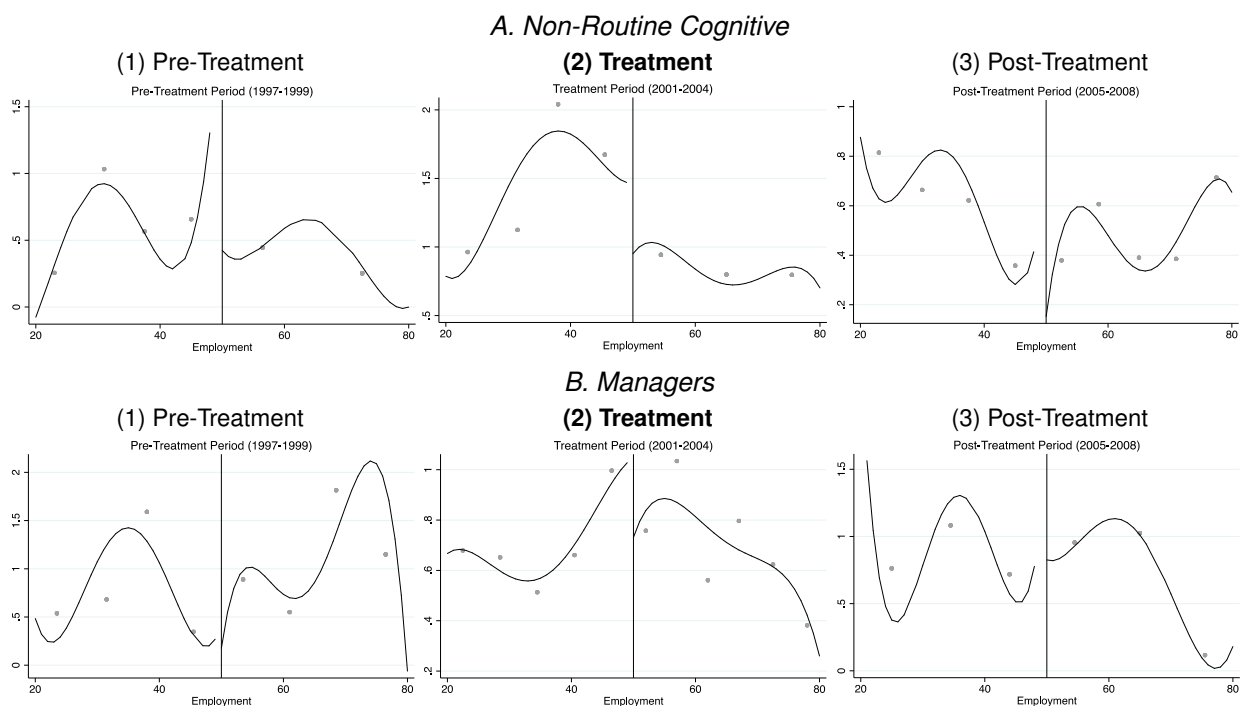 A. Non-Routine Cognitive
(1) Pre-Treatment
Pre-Treatment Period (1997-1999)
0 .5 1 1.5
20 40 60 80
Employment
(2) Treatment
Treatment Period (2001-2004)
.5 1 1.5 2
20 40 60 80
Employment
(3) Post-Treatment
Post-Treatment Period (2005-2008)
.2 .4 .6 .8 1
20 40 60 80
Employment
B. Managers
(1) Pre-Treatment
Pre-Treatment Period (1997-1999)
0 .5 1 1.5 2
20 40 60 80
Employment
(2) Treatment
Treatment Period (2001-2004)
.2 .4 .6 .8 1
20 40 60 80
Employment
(3) Post-Treatment
Post-Treatment Period (2005-2008)
0 .5 1 1.5
20 40 60 80
Employment